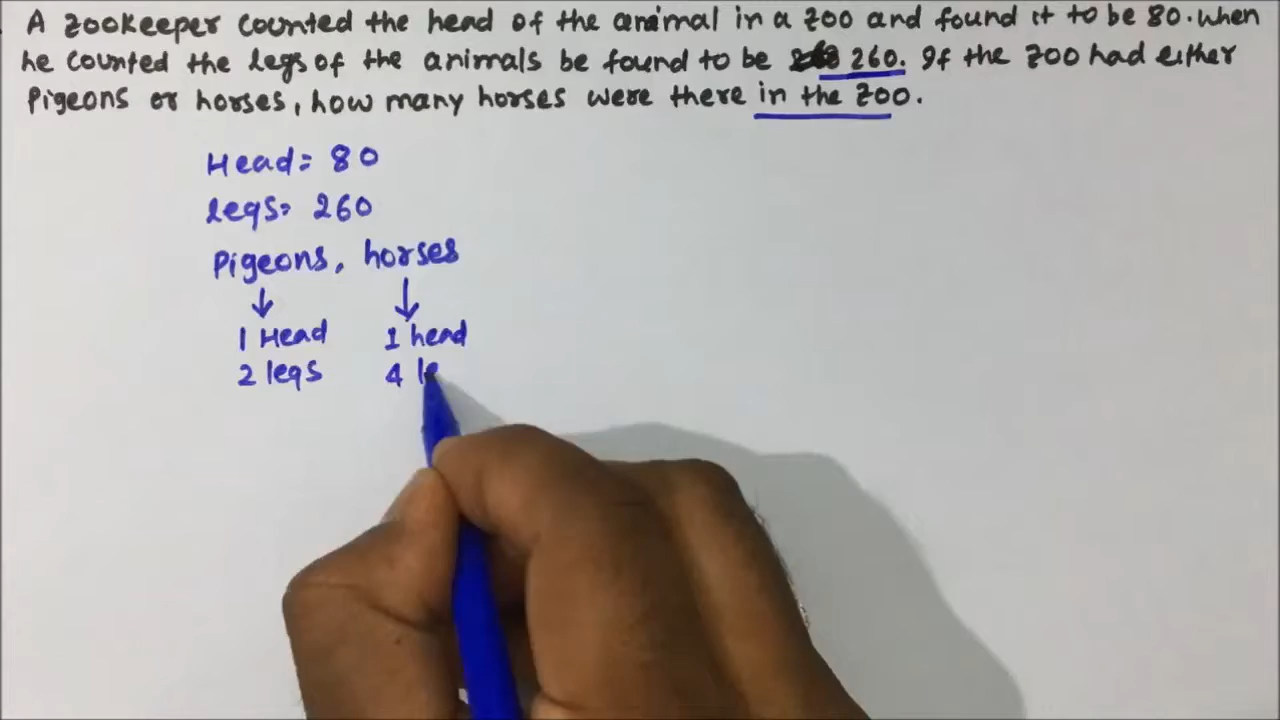 A zookeeper counted the head of the animal in a zoo and found it to be 80. when
he counted the legs of the animals be found to be 260. If the zoo had either
Pigeons or horses, how many horses were there in the zoo.
Head= 80
legs= 260
Pigeons, horses
1 Head 1 head
2 legs 4 le